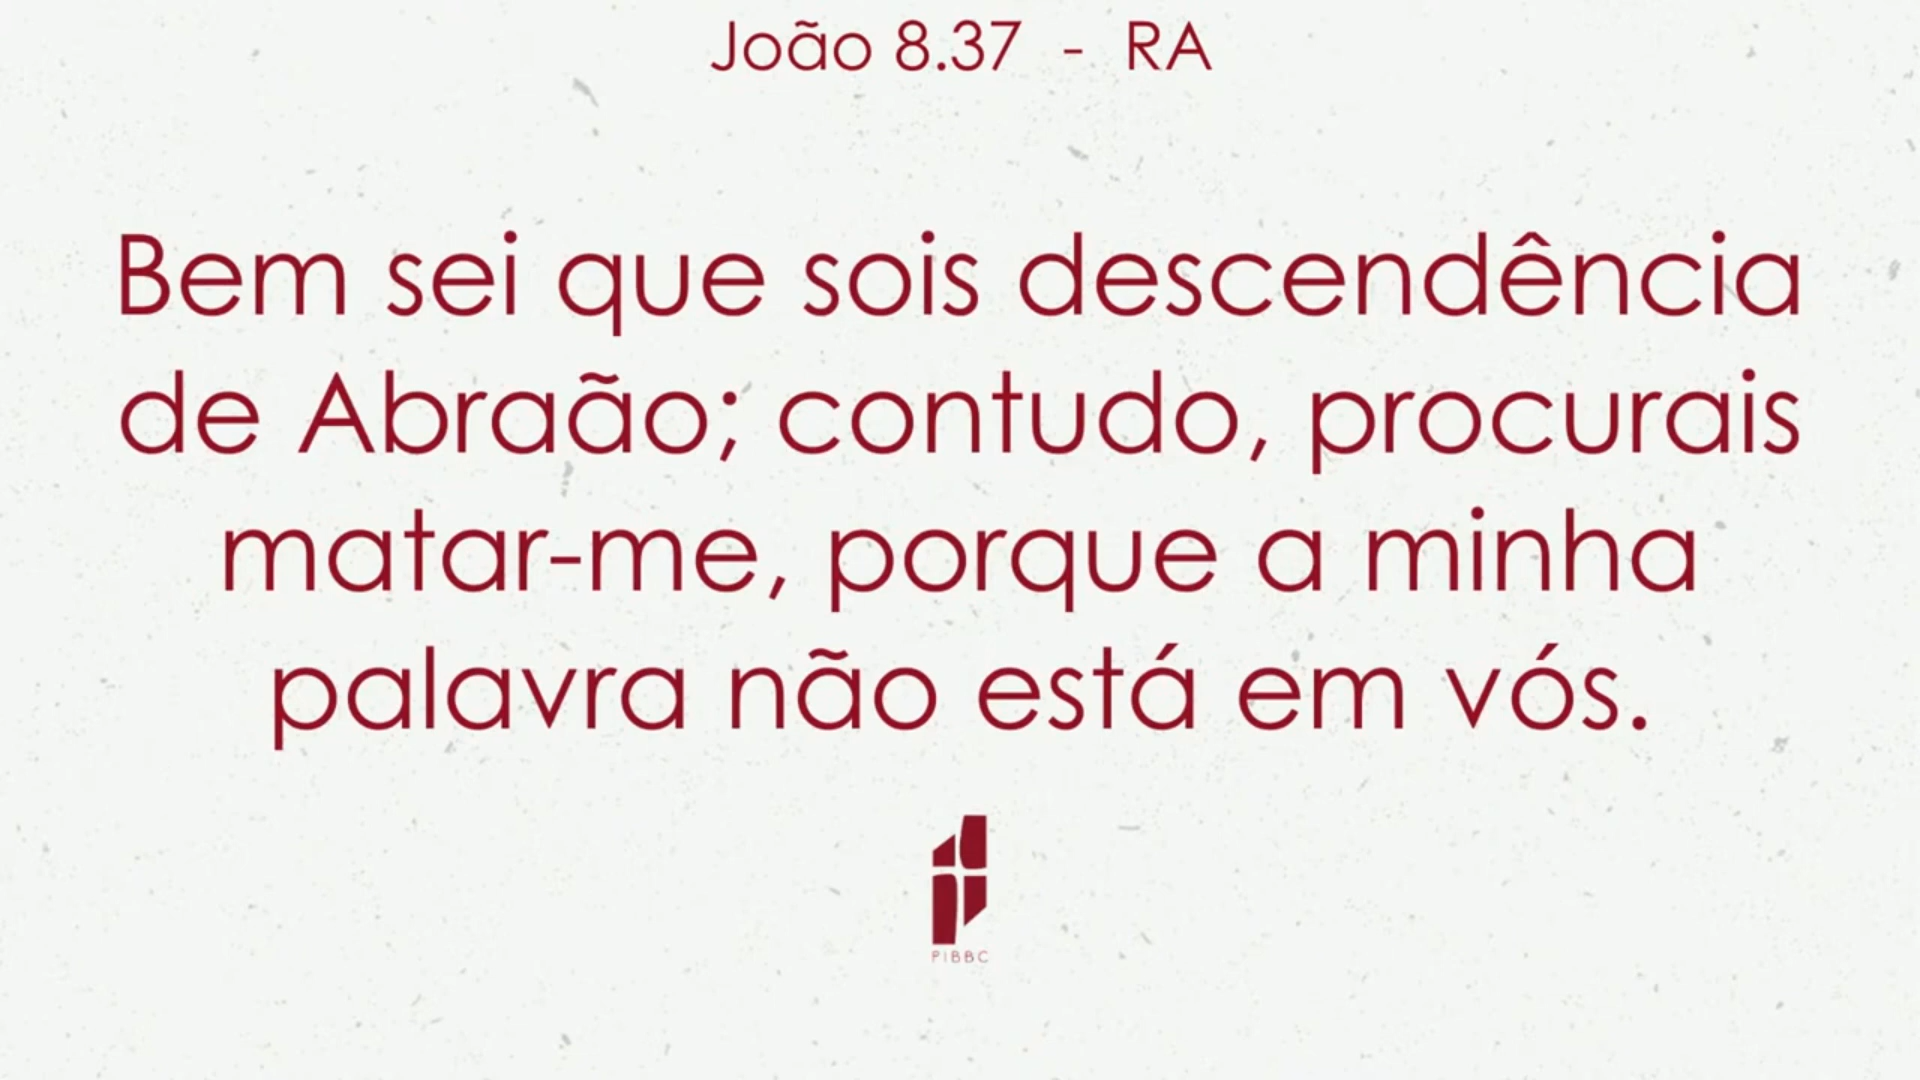 João 8.37 - RA
Bem sei que sois descendência
de Abraão; contudo, procurais
matar-me, porque a minha
palavra não está em vós.
PIBBC